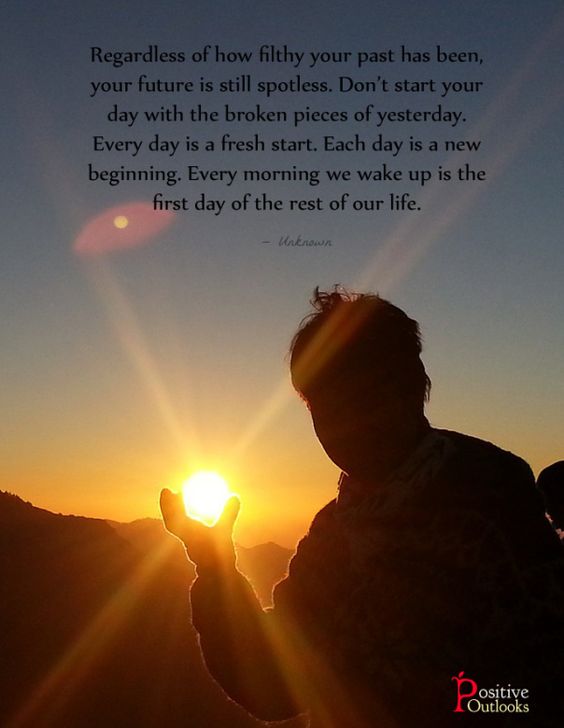 Regardless of how filthy your past has been,
your future is still spotless. Don't start your
day with the broken pieces of yesterday.
Every day is a fresh start. Each day is a new
beginning. Every morning we wake up is the
first day of the rest of our life.
– Unknown
Positive
Outlooks